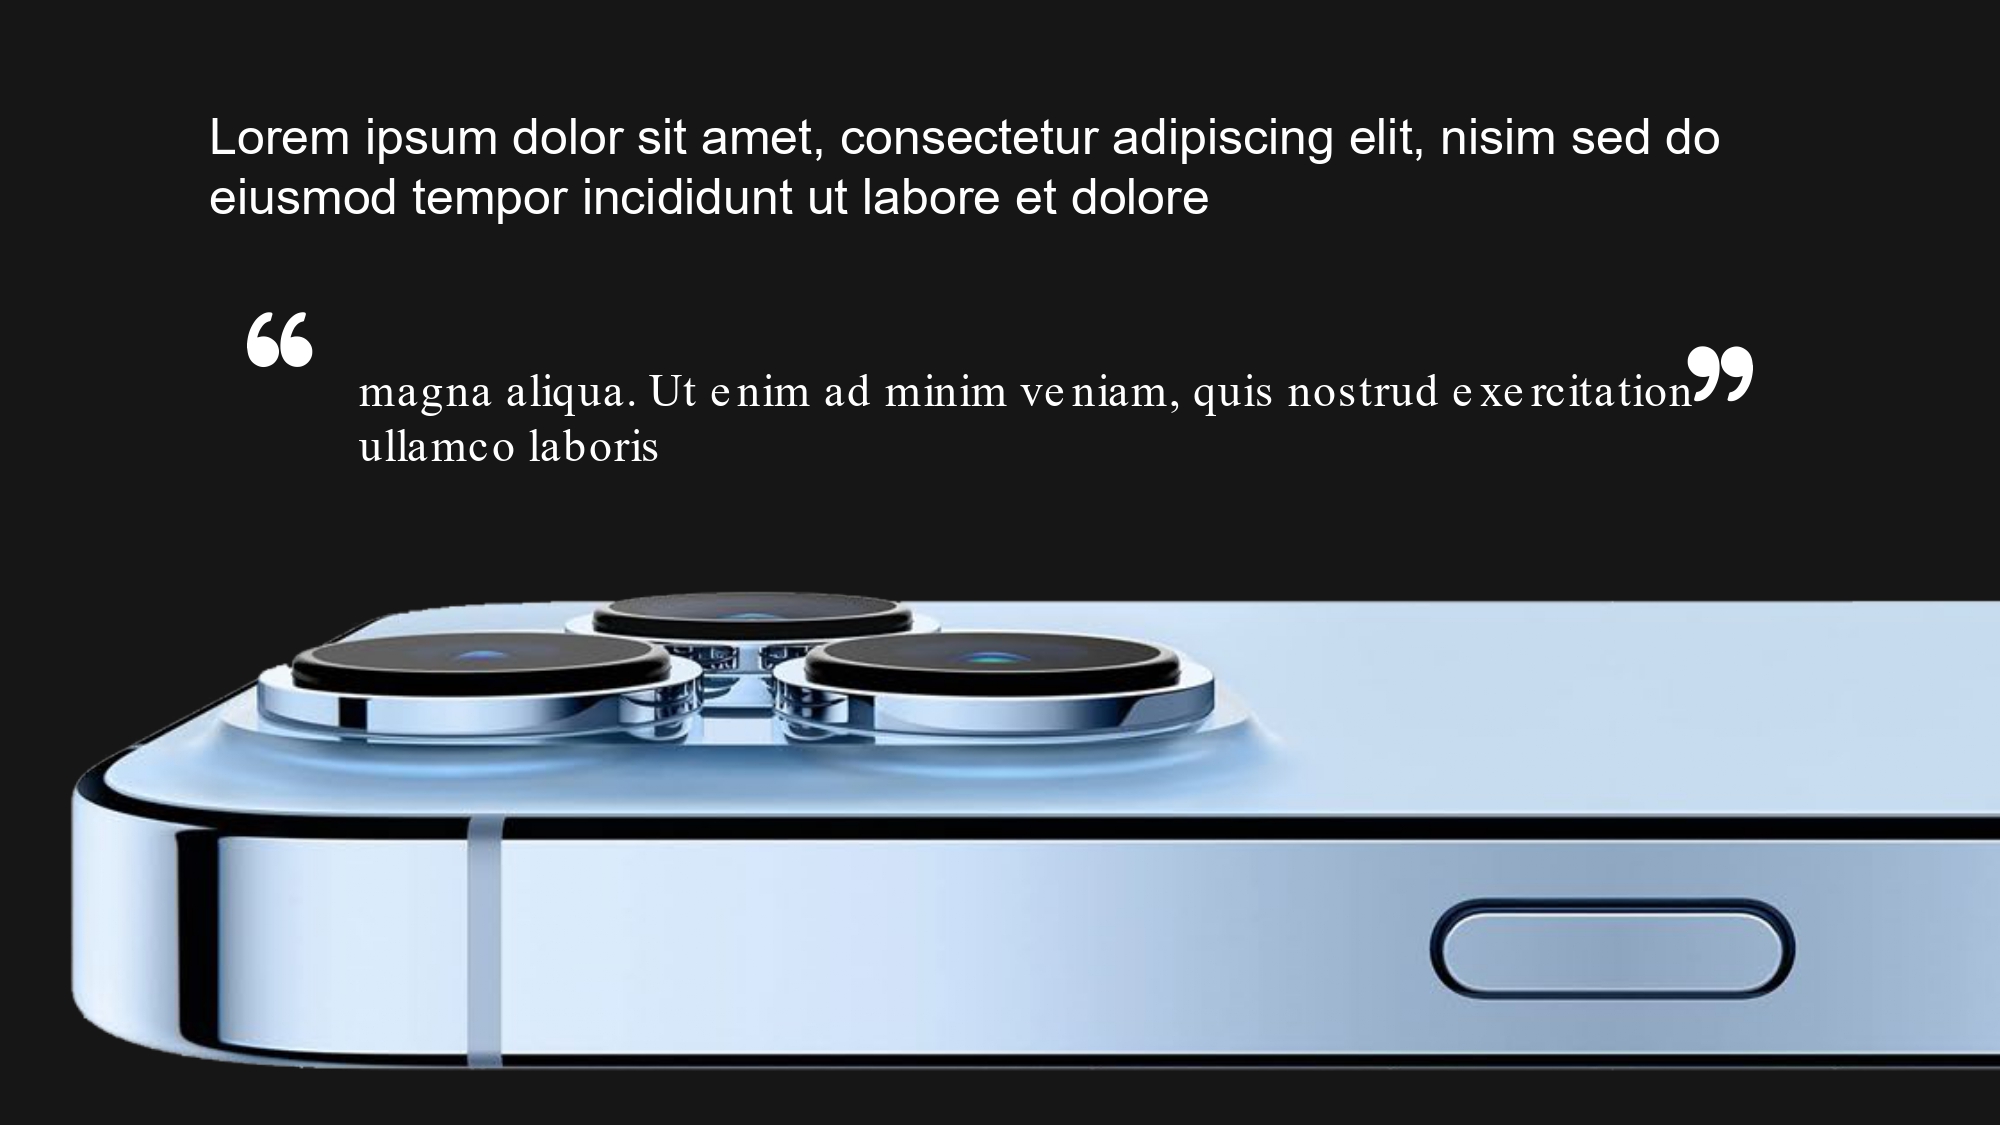 Lorem ipsum dolor sit amet, consectetur adipiscing elit, nisim sed do
eiusmod tempor incididunt ut labore et dolore
“magna aliqua. Ut enim ad minim veniam, quis nostrud exercitation”
ullamco laboris